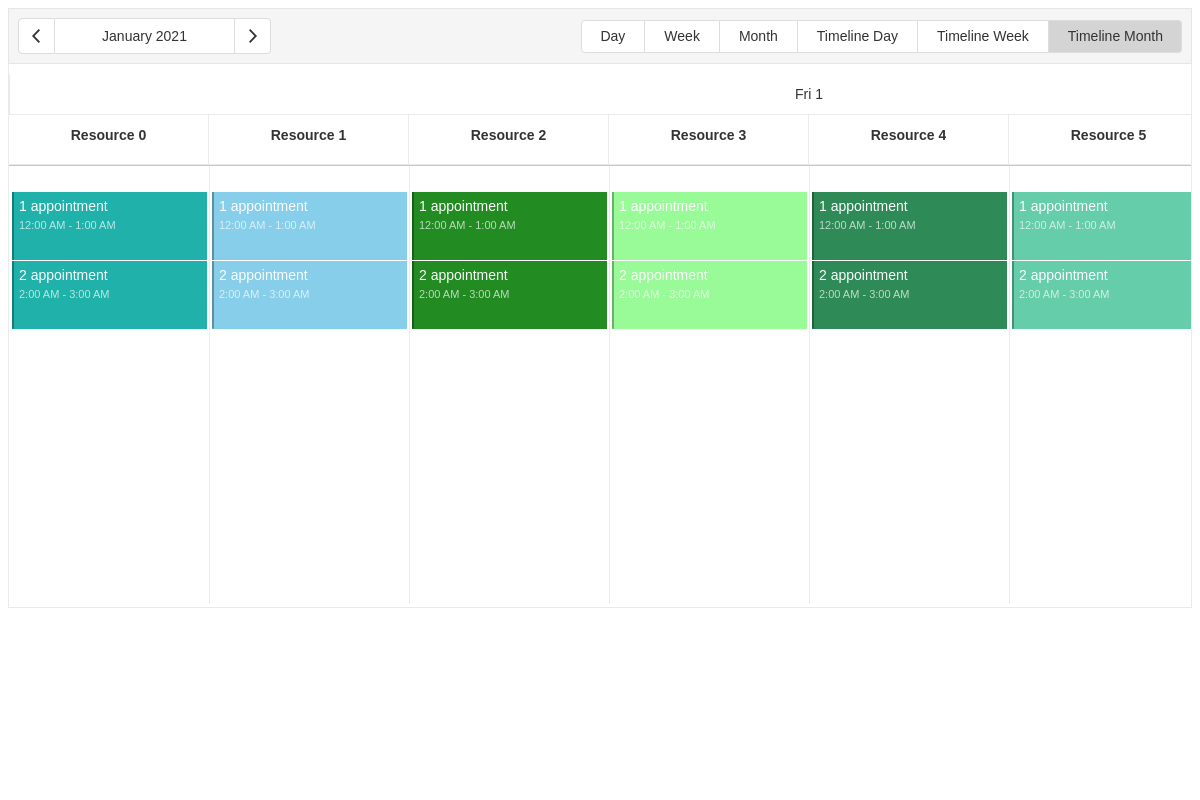 January 2021 Day Week Month Timeline Day Timeline Week Timeline Month
Fri 1
Resource 0 Resource 1 Resource 2 Resource 3 Resource 4 Resource 5
1 appointment 1 appointment 1 appointment 1 appointment 1 appointment 1 appointment
12:00 AM - 1:00 AM 12:00 AM - 1:00 AM 12:00 AM - 1:00 AM 12:00 AM - 1:00 AM 12:00 AM - 1:00 AM 12:00 AM - 1:00 AM
2 appointment 2 appointment 2 appointment 2 appointment 2 appointment 2 appointment
2:00 AM - 3:00 AM 2:00 AM - 3:00 AM 2:00 AM - 3:00 AM 2:00 AM - 3:00 AM 2:00 AM - 3:00 AM 2:00 AM - 3:00 AM